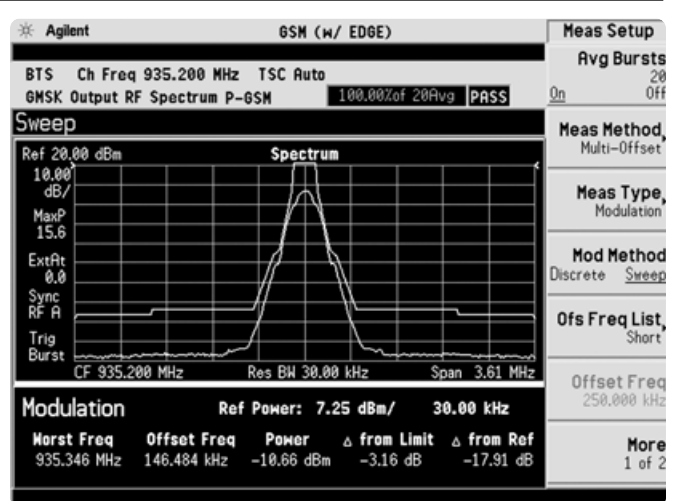 Agilent GSM (w/ EDGE) Meas Setup
BTS Ch Freq 935.200 MHz TSC Auto
GMSK Output RF Spectrum P-GSM 100.00%of 20Avg PASS
Sweep
Ref 20.00 dBm Spectrum
10.00
dB/
MaxP
15.6
ExtAt
0.0
Sync
RF A
Trig
Burst
CF 935.200 MHz Res BW 30.00 kHz Span 3.61 MHz
Modulation Ref Power: 7.25 dBm/ 30.00 kHz
Worst Freq Offset Freq Power Δ from Limit Δ from Ref
935.346 MHz 146.484 kHz -10.66 dBm -3.16 dB -17.91 dB
Avg Bursts
20
On Off
Meas Method
Multi-Offset
Meas Type
Modulation
Mod Method
Discrete Sweep
Ofs Freq List
Short
Offset Freq
250.000 kHz
More
1 of 2